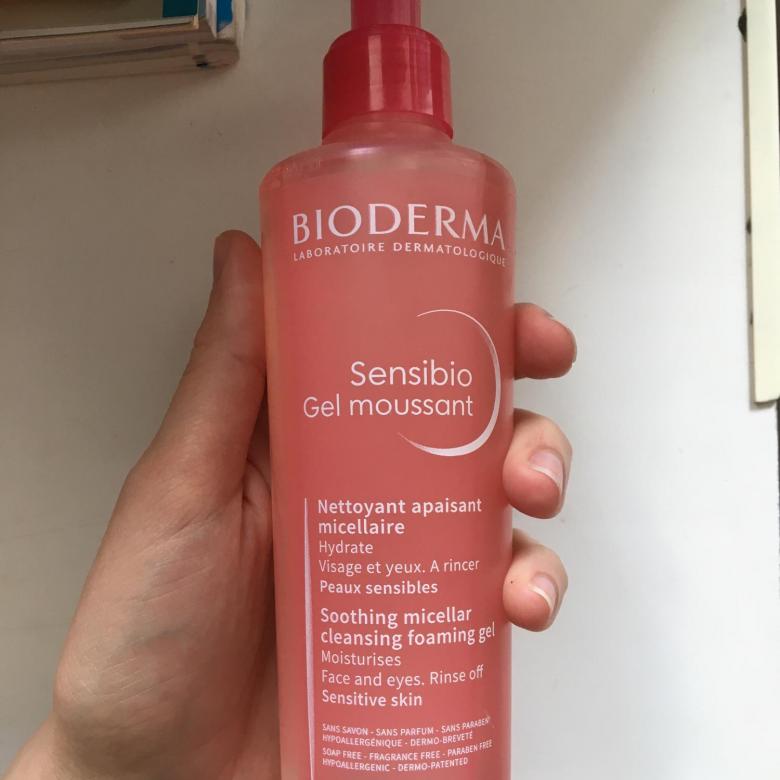 BIODERMA
LABORATOIRE DERMATOLOGIQUE
Sensibio
Gel moussant
Nettoyant apaisant
micellaire
Hydrate
Visage et yeux. A rincer
Peaux sensibles
Soothing micellar
cleansing foaming gel
Moisturises
Face and eyes. Rinse off
Sensitive skin
SANS SAVON - SANS PARFUM - SANS PARABEN
HYPOALLERGÉNIQUE - DERMO-BREVETÉ
SOAP FREE - FRAGRANCE FREE - PARABEN FREE
HYPOALLERGENIC - DERMO-PATENTED